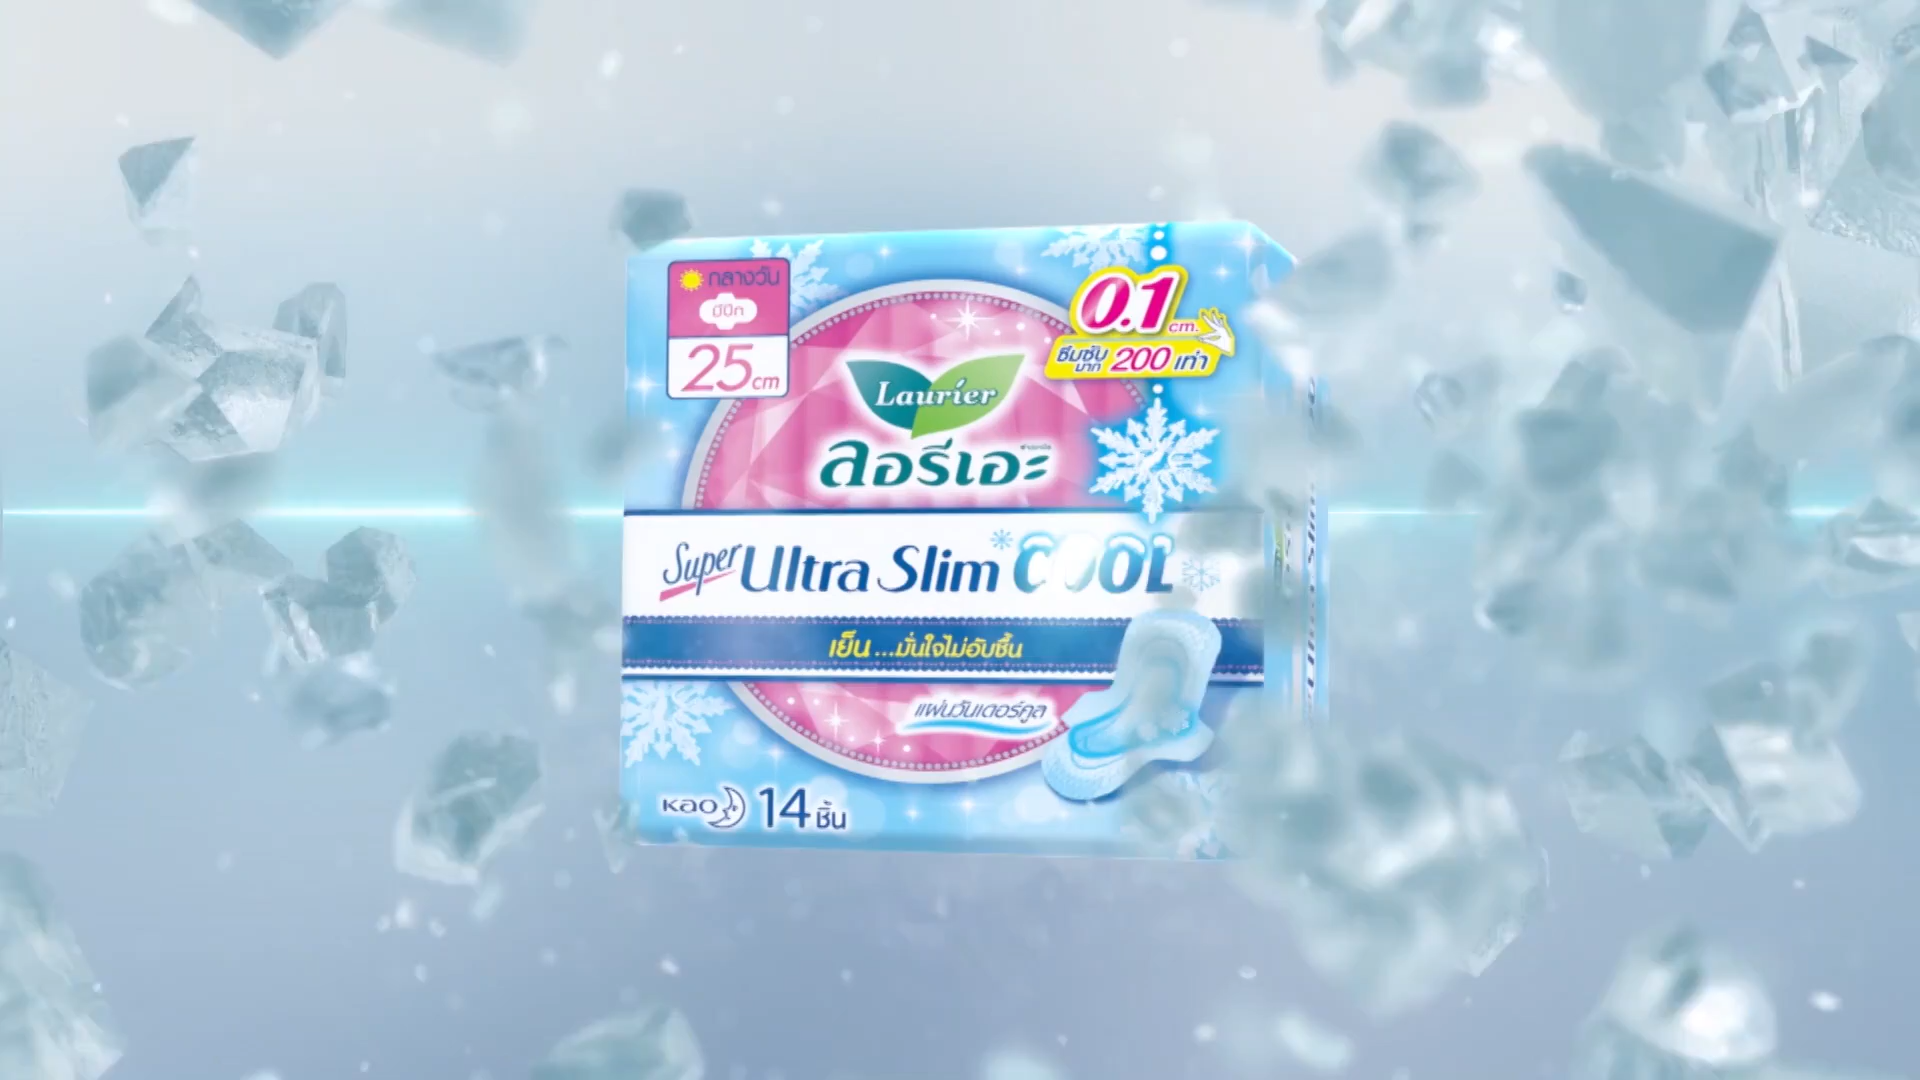 กลางวัน
มีปีก
25cm
0.1 cm.
ซึมซับมาก 200 เท่า
Laurier
ลอรีเอะ
Super Ultra Slim COOL
เย็น...มั่นใจไม่อับชื้น
แผ่นวันเดอร์คูล
Kao 14 ชิ้น